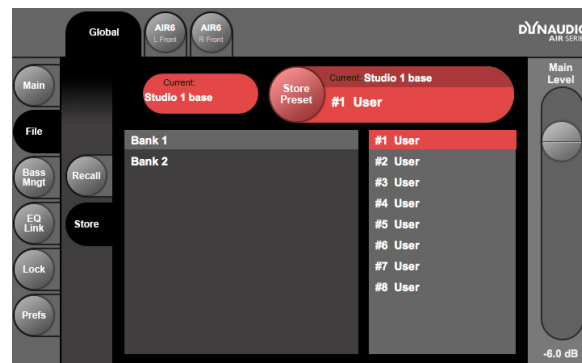 Global
AIR6
L Front
AIR6
R Front
DYNAUDIO
AIR SERIE
Main
File
Bass
Mngt
EQ
Link
Lock
Prefs
Recall
Store
Current:
Studio 1 base
Store
Preset
Current: Studio 1 base
#1 User
Bank 1
Bank 2
#1 User
#2 User
#3 User
#4 User
#5 User
#6 User
#7 User
#8 User
Main
Level
-6.0 dB